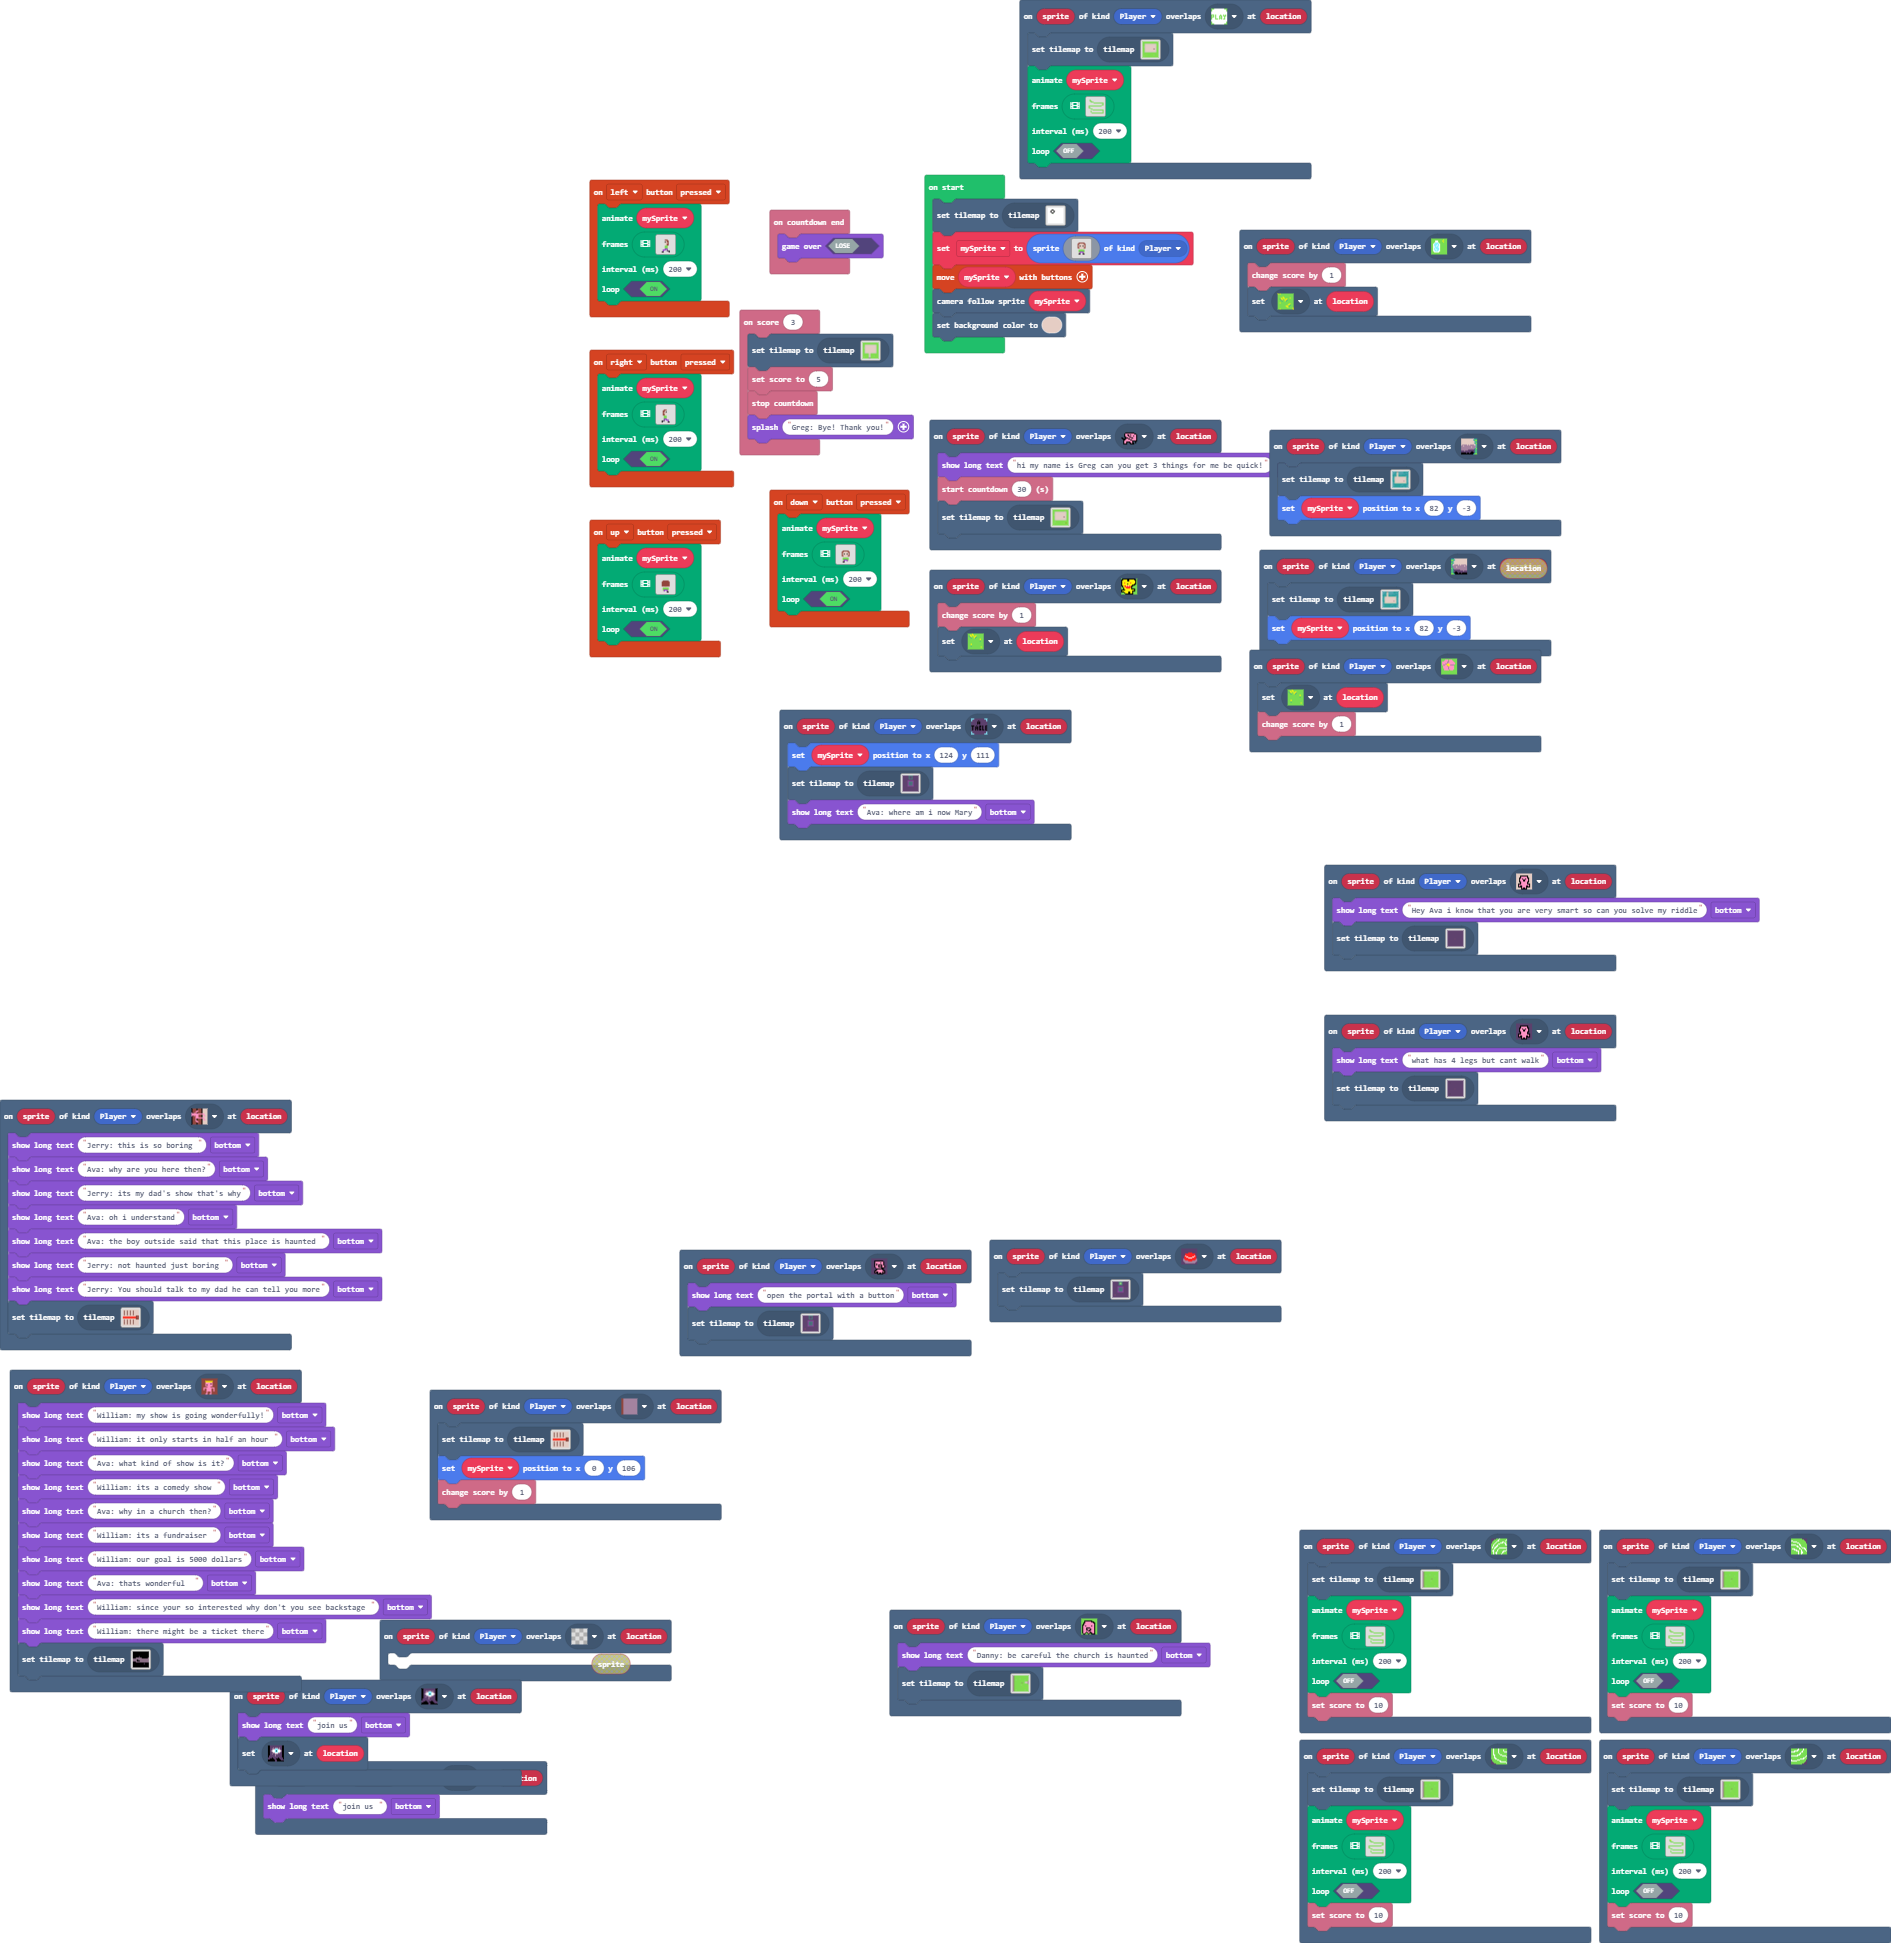 on sprite of kind Player overlaps PLAY at location
set tilemap to tilemap
animate mySprite
frames
interval (ms) 200
loop OFF
on left button pressed
animate mySprite
frames
interval (ms) 200
loop ON
on countdown end
game over LOSE
on start
set tilemap to tilemap
set mySprite to sprite of kind Player
move mySprite with buttons
camera follow sprite mySprite
set background color to
on sprite of kind Player overlaps at location
change score by 1
set at location
on score 3
set tilemap to tilemap
set score to 5
stop countdown
splash "Greg: Bye! Thank you!"
on right button pressed
animate mySprite
frames
interval (ms) 200
loop ON
on sprite of kind Player overlaps at location
show long text "hi my name is Greg can you get 3 things for me be quick!"
start countdown 30 (s)
set tilemap to tilemap
on sprite of kind Player overlaps at location
set tilemap to tilemap
set mySprite position to x 82 y -3
on up button pressed
animate mySprite
frames
interval (ms) 200
loop ON
on down button pressed
animate mySprite
frames
interval (ms) 200
loop ON
on sprite of kind Player overlaps at location
change score by 1
set at location
on sprite of kind Player overlaps at location
set tilemap to tilemap
set mySprite position to x 82 y -3
on sprite of kind Player overlaps at location
set at location
change score by 1
on sprite of kind Player overlaps at location
set mySprite position to x 124 y 111
set tilemap to tilemap
show long text "Ava: where am i now Mary" bottom
on sprite of kind Player overlaps at location
show long text "Hey Ava i know that you are very smart so can you solve my riddle" bottom
set tilemap to tilemap
on sprite of kind Player overlaps at location
show long text "what has 4 legs but cant walk" bottom
set tilemap to tilemap
on sprite of kind Player overlaps at location
show long text "Jerry: this is so boring " bottom
show long text "Ava: why are you here then?" bottom
show long text "Jerry: its my dad's show that's why" bottom
show long text "Ava: oh i understand" bottom
show long text "Ava: the boy outside said that this place is haunted " bottom
show long text "Jerry: not haunted just boring " bottom
show long text "Jerry: You should talk to my dad he can tell you more" bottom
set tilemap to tilemap
on sprite of kind Player overlaps at location
show long text "open the portal with a button" bottom
set tilemap to tilemap
on sprite of kind Player overlaps at location
set tilemap to tilemap
on sprite of kind Player overlaps at location
show long text "William: my show is going wonderfully!" bottom
show long text "William: it only starts in half an hour " bottom
show long text "Ava: what kind of show is it?" bottom
show long text "William: its a comedy show " bottom
show long text "Ava: why in a church then?" bottom
show long text "William: its a fundraiser " bottom
show long text "William: our goal is 5000 dollars" bottom
show long text "Ava: thats wonderful " bottom
show long text "William: since your so interested why don't you see backstage " bottom
show long text "William: there might be a ticket there" bottom
set tilemap to tilemap
on sprite of kind Player overlaps at location
set tilemap to tilemap
set mySprite position to x 0 y 106
change score by 1
on sprite of kind Player overlaps at location
sprite
on sprite of kind Player overlaps at location
show long text "join us" bottom
set at location
show long text "join us " bottom
on sprite of kind Player overlaps at location
show long text "Danny: be careful the church is haunted" bottom
set tilemap to tilemap
on sprite of kind Player overlaps at location
set tilemap to tilemap
animate mySprite
frames
interval (ms) 200
loop OFF
set score to 10
on sprite of kind Player overlaps at location
set tilemap to tilemap
animate mySprite
frames
interval (ms) 200
loop OFF
set score to 10
on sprite of kind Player overlaps at location
set tilemap to tilemap
animate mySprite
frames
interval (ms) 200
loop OFF
set score to 10
on sprite of kind Player overlaps at location
set tilemap to tilemap
animate mySprite
frames
interval (ms) 200
loop OFF
set score to 10